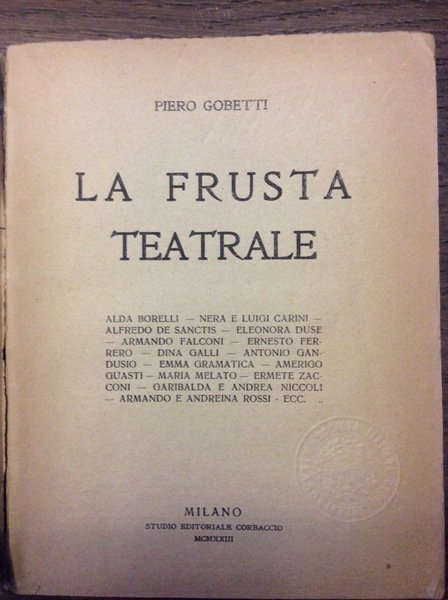 PIERO GOBETTI
LA FRUSTA
TEATRALE
ALDA BORELLI — NERA E LUIGI CARINI —
ALFREDO DE SANCTIS — ELEONORA DUSE
— ARMANDO FALCONI — ERNESTO FER-
RERO — DINA GALLI — ANTONIO GAN-
DUSIO — EMMA GRAMATICA — AMERIGO
GUASTI — MARIA MELATO — ERMETE ZAC-
CONI — GARIBALDA E ANDREA NICCOLI
— ARMANDO E ANDREINA ROSSI - ECC. ..
MILANO
STUDIO EDITORIALE CORBACCIO
MCMXXIII